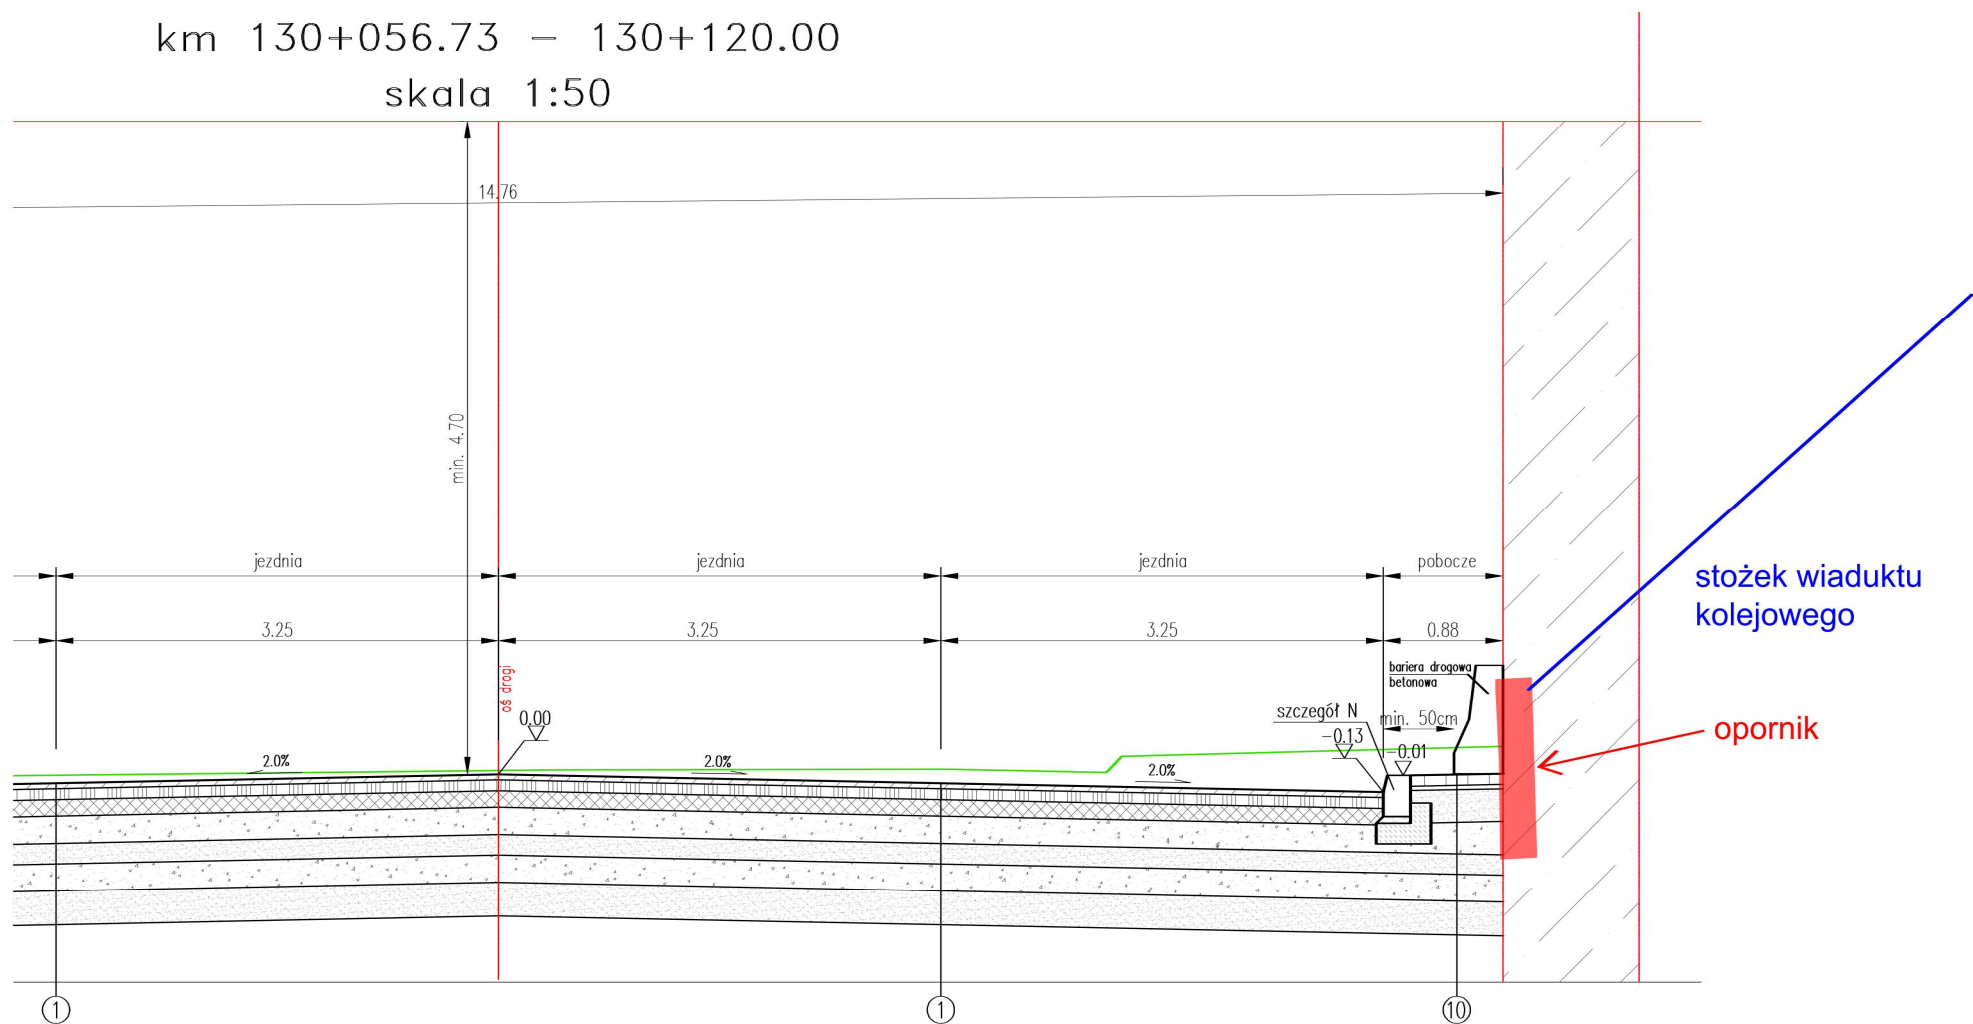 km 130+056.73 - 130+120.00
skala 1:50
14.76
min. 4.70
jezdnia
jezdnia
jezdnia
pobocze
3.25
3.25
3.25
0.88
oś drogi
0.00
2.0%
2.0%
2.0%
bariera drogowa
betonowa
szczegół N
min. 50cm
-0.13
-0.01
stożek wiaduktu
kolejowego
opornik
1
1
10